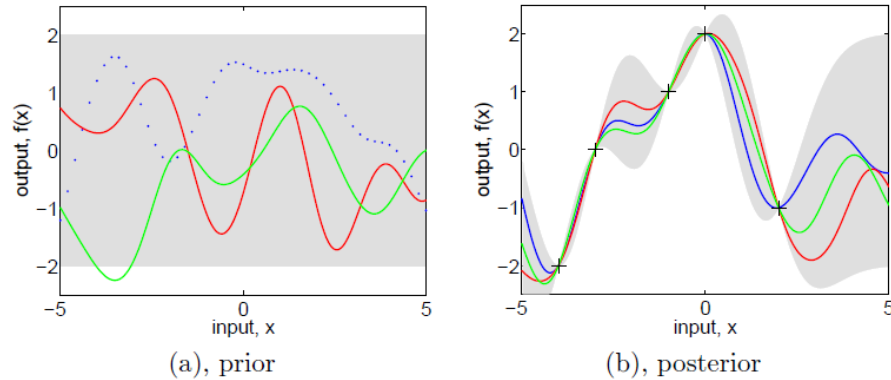 2
1
0
−1
−2
output, f(x)
−5
0
5
input, x
(a), prior
2
1
0
−1
−2
output, f(x)
−5
0
5
input, x
(b), posterior